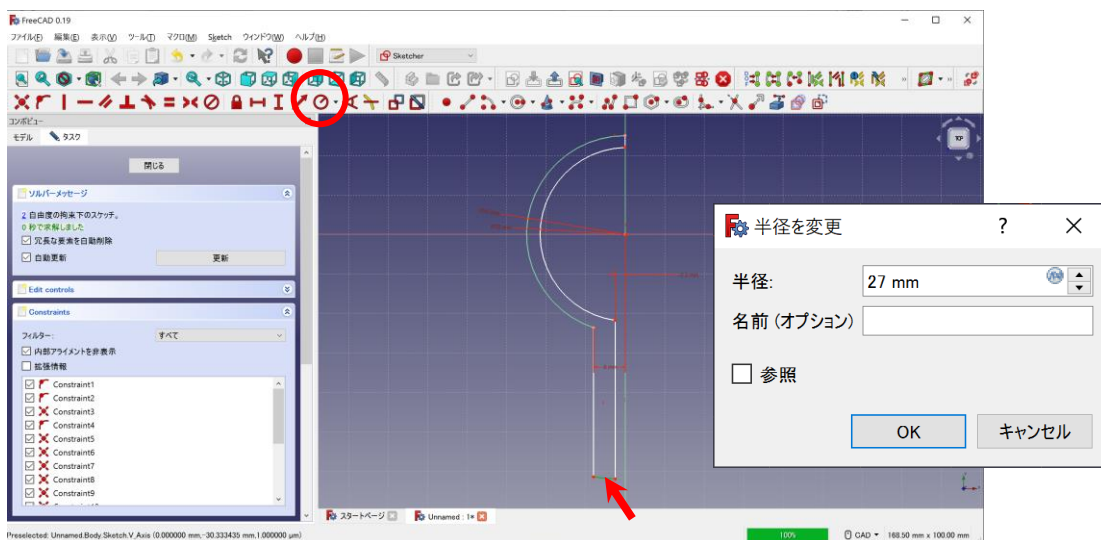 FreeCAD 0.19
ファイル(F) 編集(E) 表示(V) ツール(T) マクロ(M) Sketch ウィンドウ(W) ヘルプ(H)
Sketcher
コンボビュー
モデル タスク
閉じる
ソルバーメッセージ
2 自由度の拘束下のスケッチ。
0 秒で求解しました
冗長な要素を自動削除
自動更新 更新
Edit controls
Constraints
フィルター: すべて
内部アライメントを非表示
拡張情報
Constraint1
Constraint2
Constraint3
Constraint4
Constraint5
Constraint6
Constraint7
Constraint8
Constraint9
TOP
半径を変更 ? ×
半径: 27 mm
名前 (オプション)
参照
OK キャンセル
スタートページ Unnamed : 1*
Preselected: Unnamed.Body.Sketch.V_Axis (0.000000 mm,-30.333435 mm,1.000000 μm) 100% CAD 168.50 mm x 100.00 mm